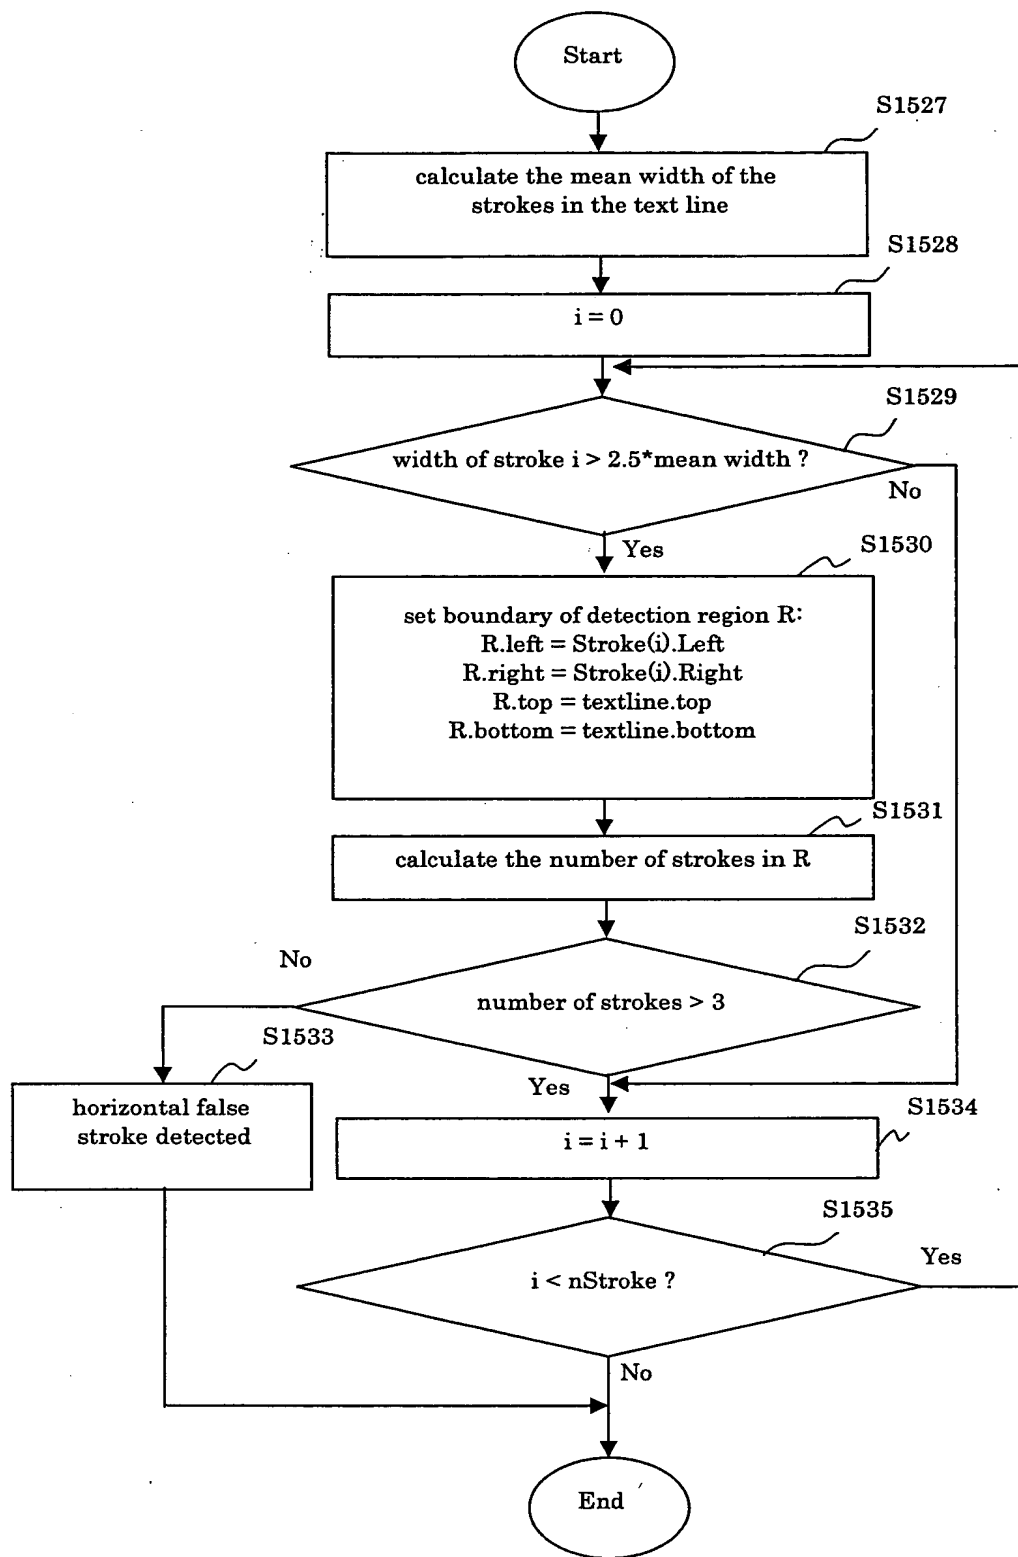 Start
S1527
calculate the mean width of the
strokes in the text line
S1528
i = 0
S1529
width of stroke i > 2.5*mean width ?
No
Yes
S1530
set boundary of detection region R:
R.left = Stroke(i).Left
R.right = Stroke(i).Right
R.top = textline.top
R.bottom = textline.bottom
S1531
calculate the number of strokes in R
S1532
No
number of strokes > 3
S1533
Yes
horizontal false
stroke detected
S1534
i = i + 1
S1535
Yes
i < nStroke ?
No
End